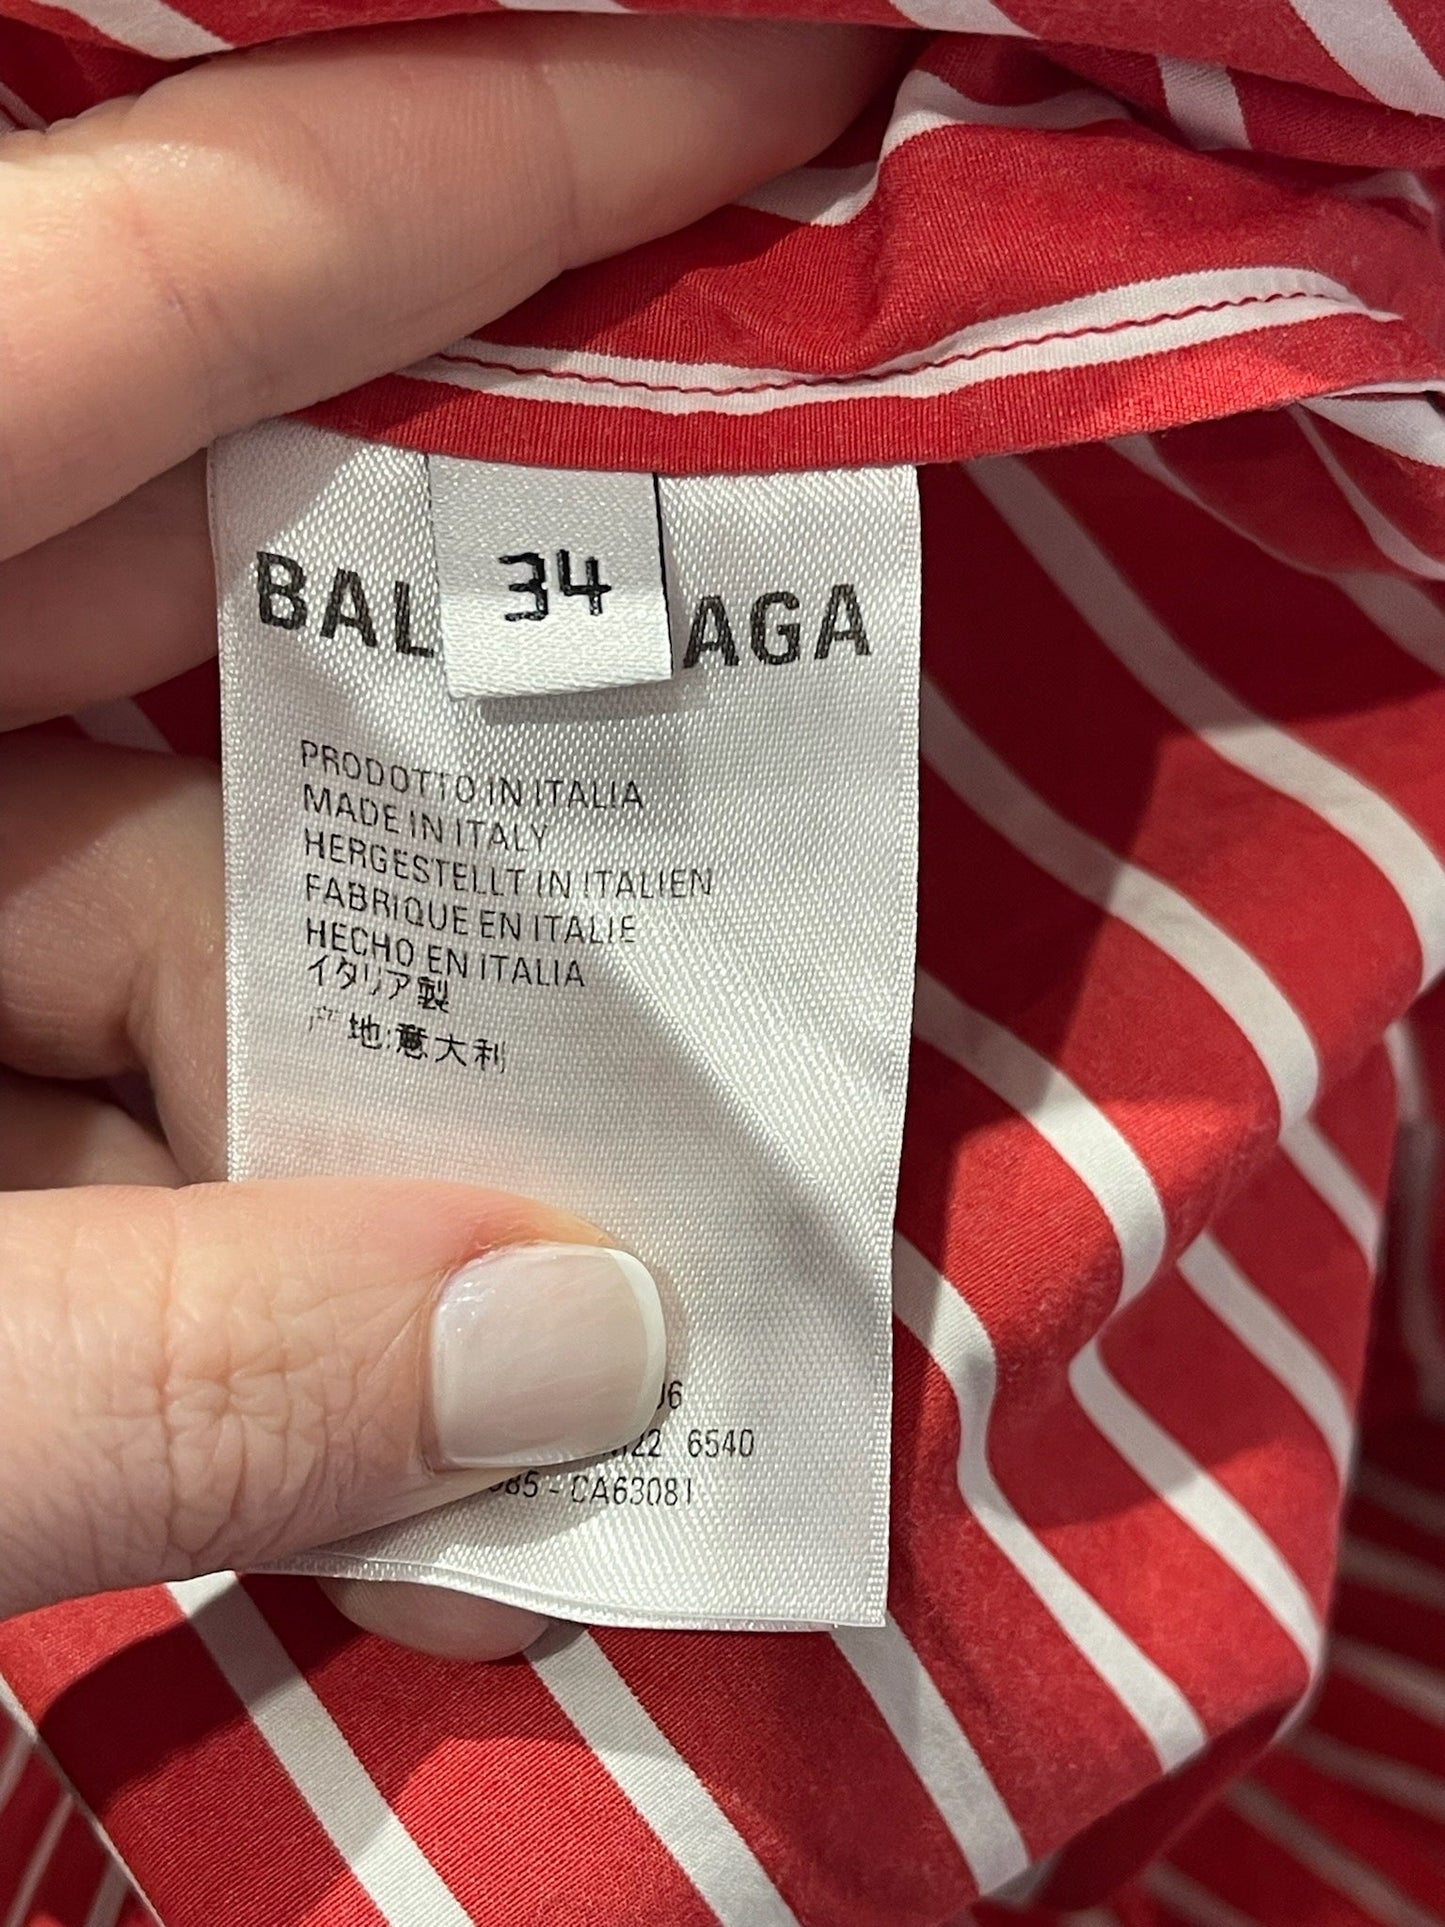 BAL AGA
34
PRODOTTO IN ITALIA
MADE IN ITALY
HERGESTELLT IN ITALIEN
FABRIQUE EN ITALIE
HECHO EN ITALIA
イタリア製
产地:意大利
6540
CA63081